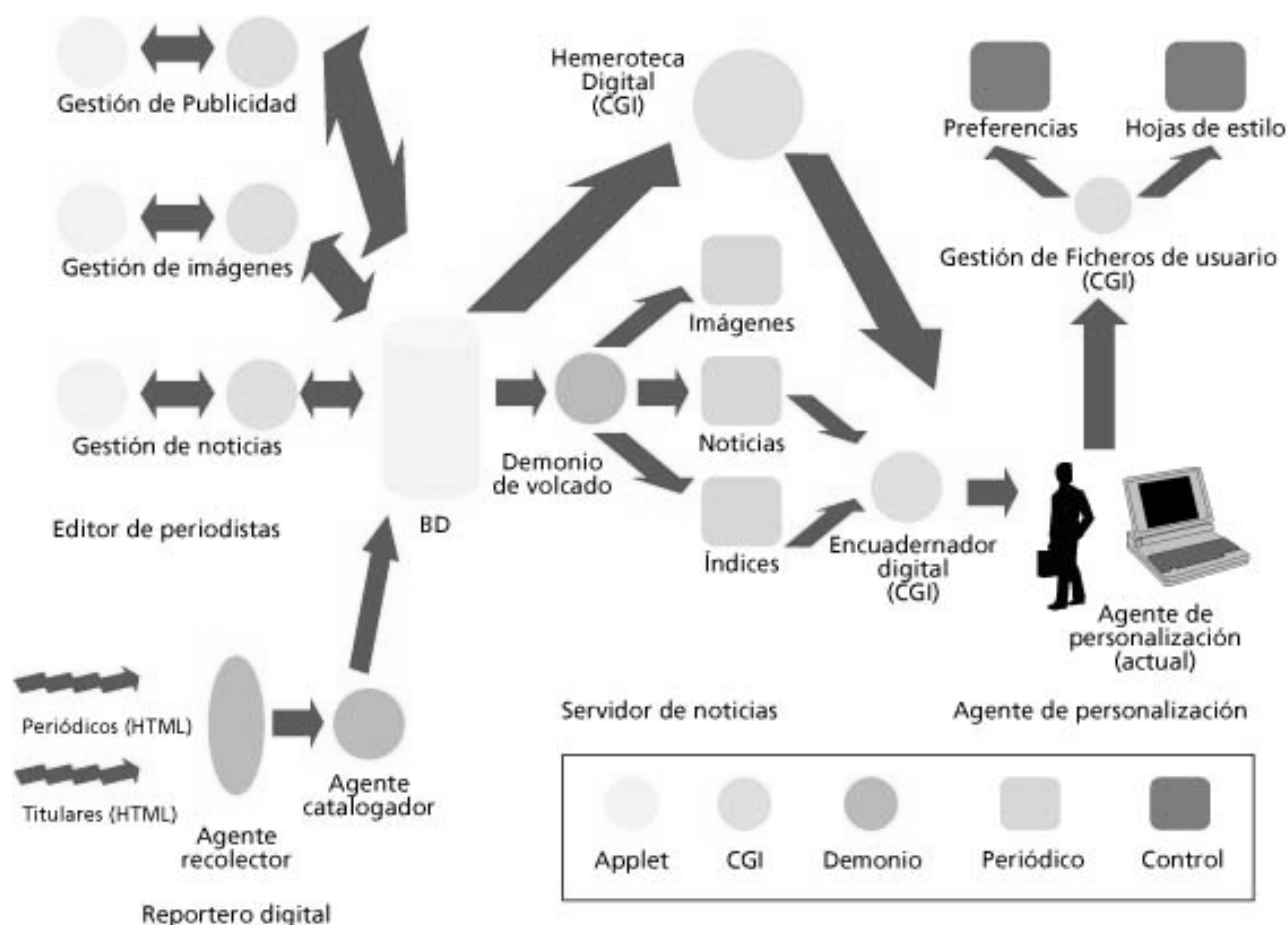 Gestión de Publicidad
Gestión de imágenes
Gestión de noticias
Editor de periodistas
BD
Hemeroteca
Digital
(CGI)
Demonio
de volcado
Imágenes
Noticias
Índices
Encuadernador
digital
(CGI)
Preferencias
Hojas de estilo
Gestión de Ficheros de usuario
(CGI)
Agente de
personalización
(actual)
Periódicos (HTML)
Titulares (HTML)
Agente
recolector
Agente
catalogador
Reportero digital
Servidor de noticias
Agente de personalización
Applet
CGI
Demonio
Periódico
Control